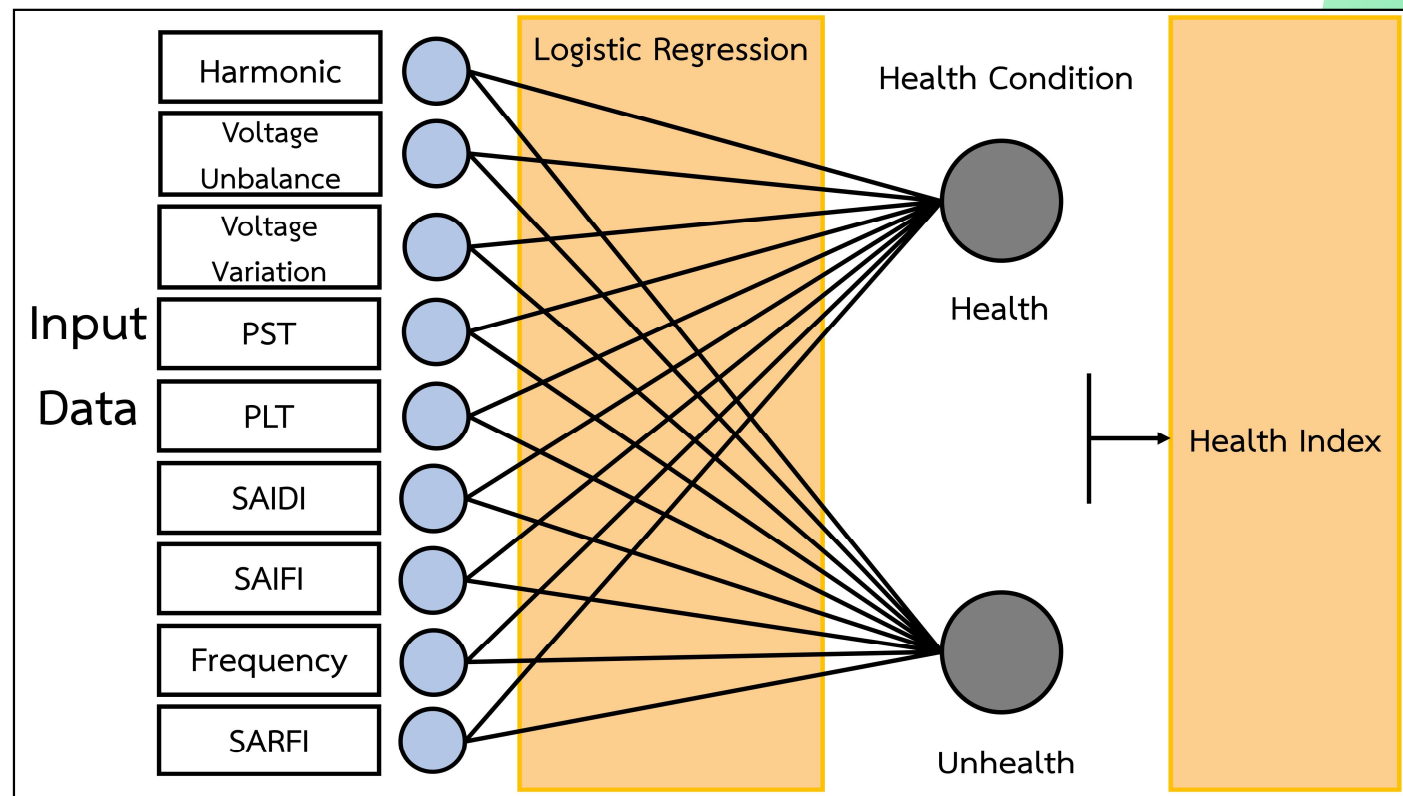 Input
Data
Harmonic
Voltage
Unbalance
Voltage
Variation
PST
PLT
SAIDI
SAIFI
Frequency
SARFI
Logistic Regression
Health Condition
Health
Unhealth
Health Index